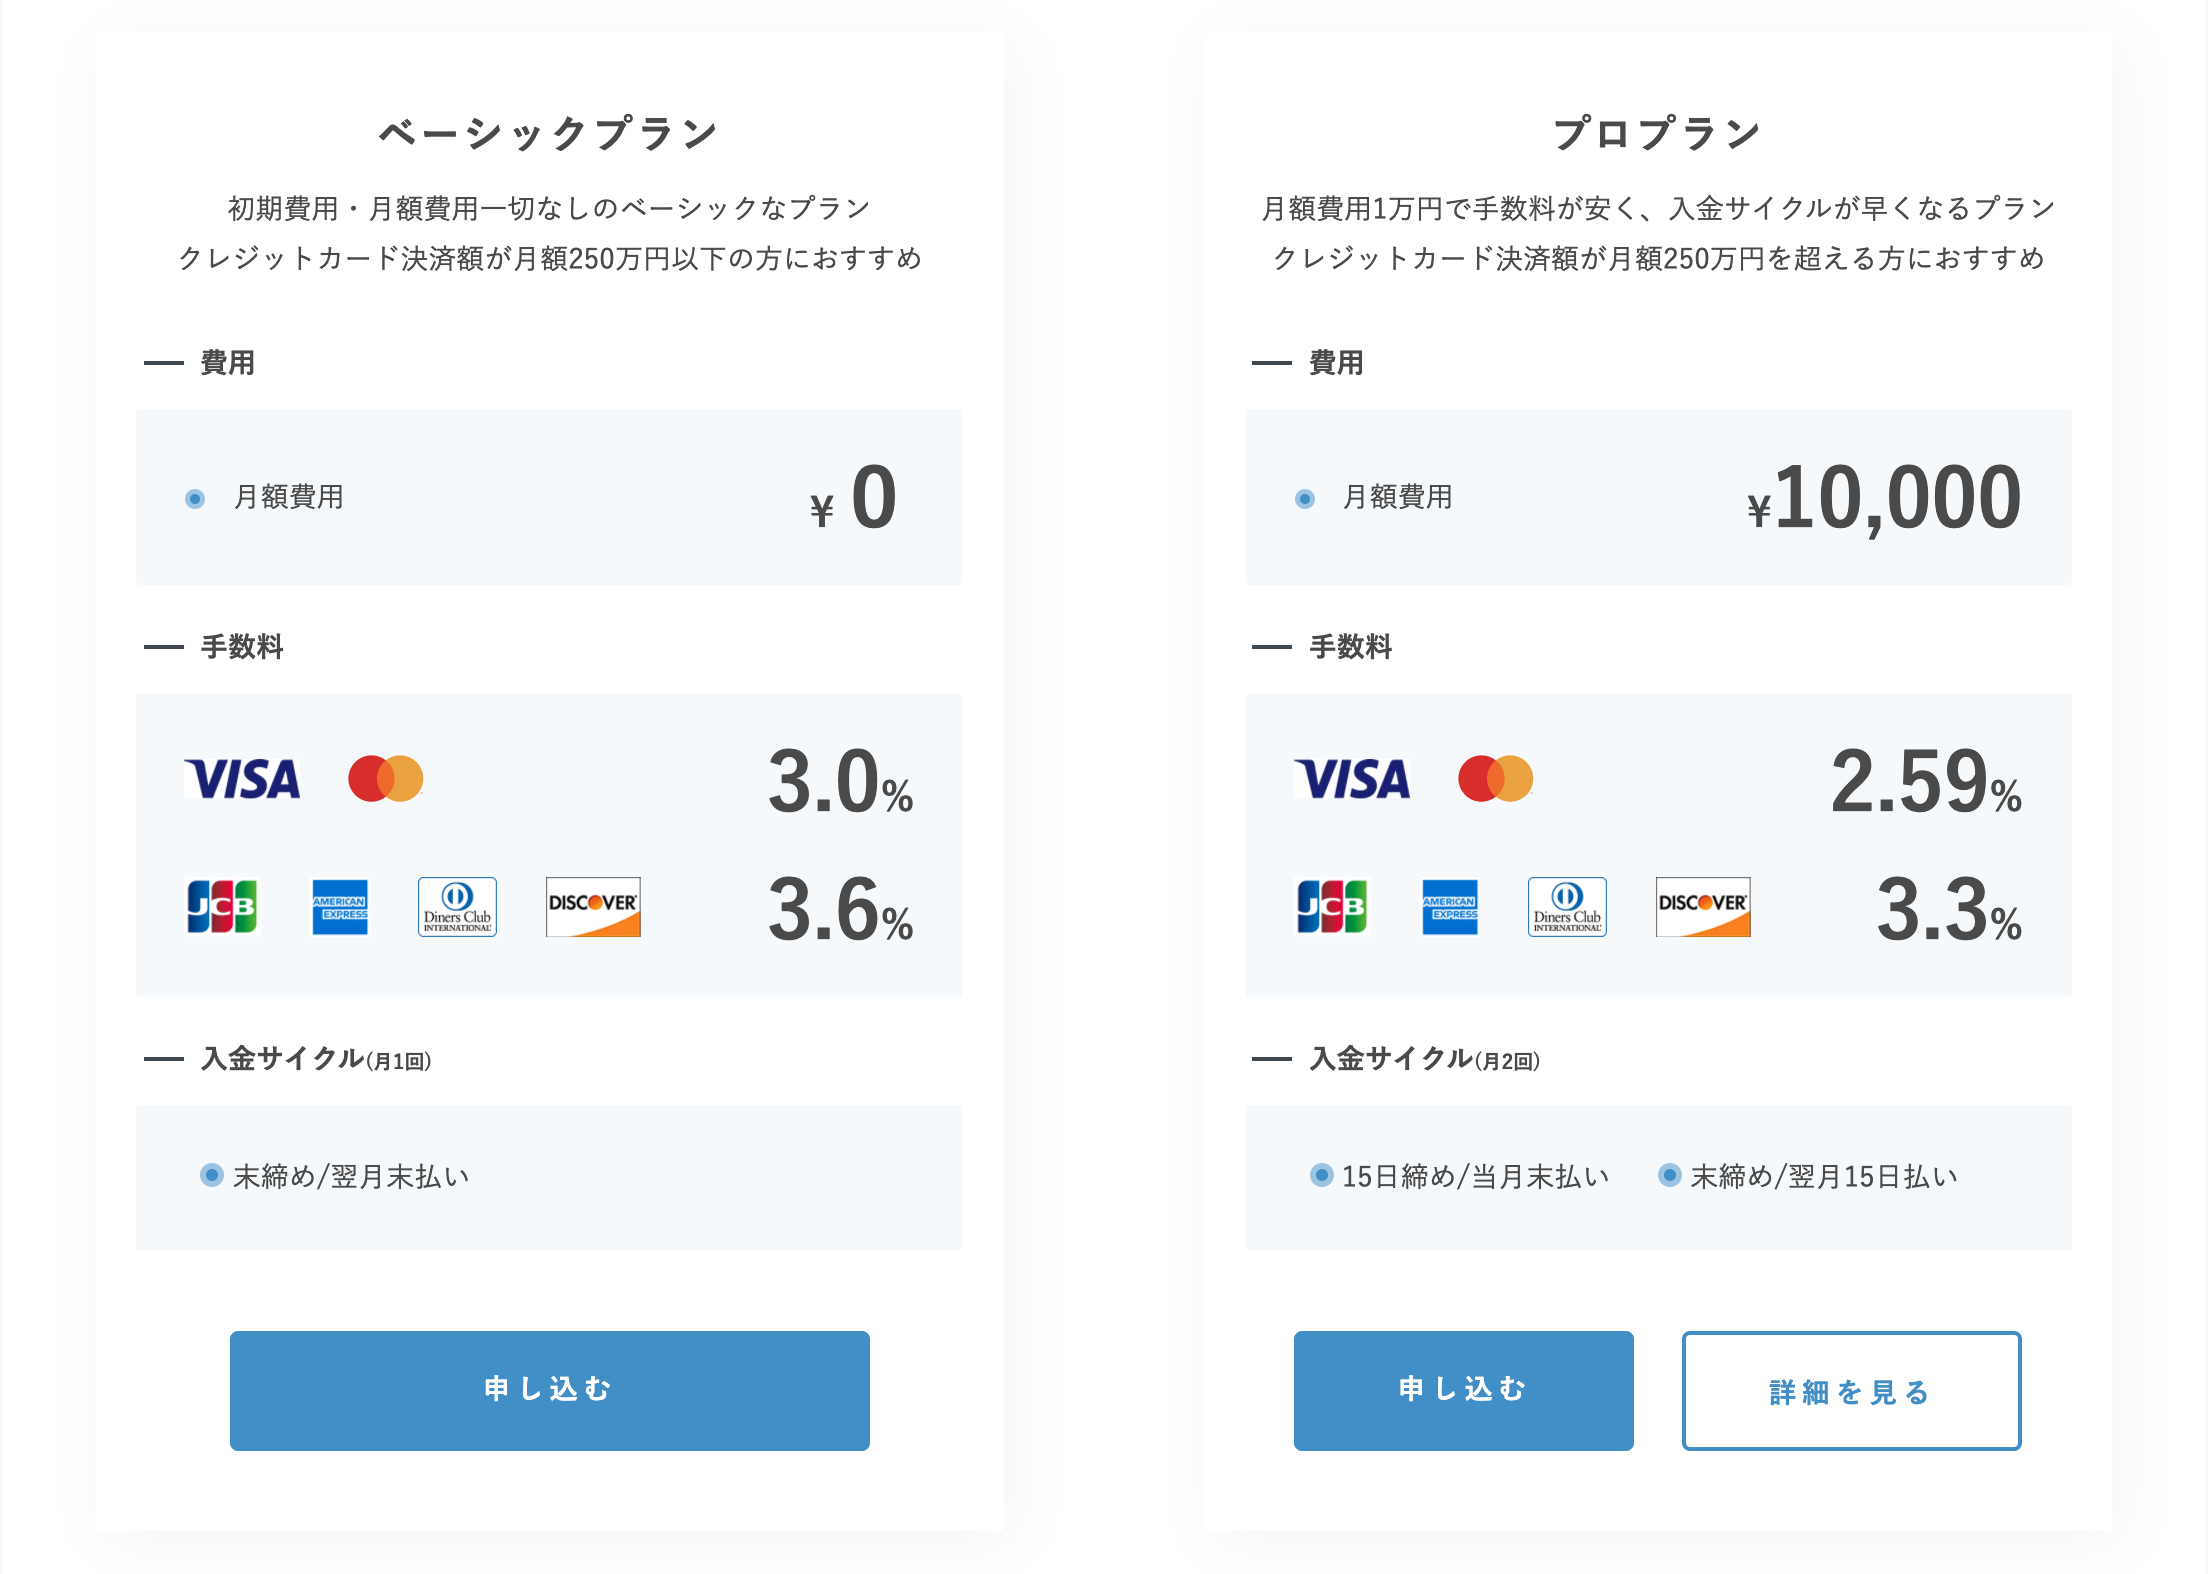 ベーシックプラン
初期費用・月額費用一切なしのベーシックなプラン
クレジットカード決済額が月額250万円以下の方におすすめ
費用
月額費用
¥ 0
手数料
VISA
3.0%
JCB AMERICAN EXPRESS Diners Club INTERNATIONAL DISCOVER
3.6%
入金サイクル(月1回)
末締め/翌月末払い
申し込む
プロプラン
月額費用1万円で手数料が安く、入金サイクルが早くなるプラン
クレジットカード決済額が月額250万円を超える方におすすめ
費用
月額費用
¥10,000
手数料
VISA
2.59%
JCB AMERICAN EXPRESS Diners Club INTERNATIONAL DISCOVER
3.3%
入金サイクル(月2回)
15日締め/当月末払い 末締め/翌月15日払い
申し込む
詳細を見る